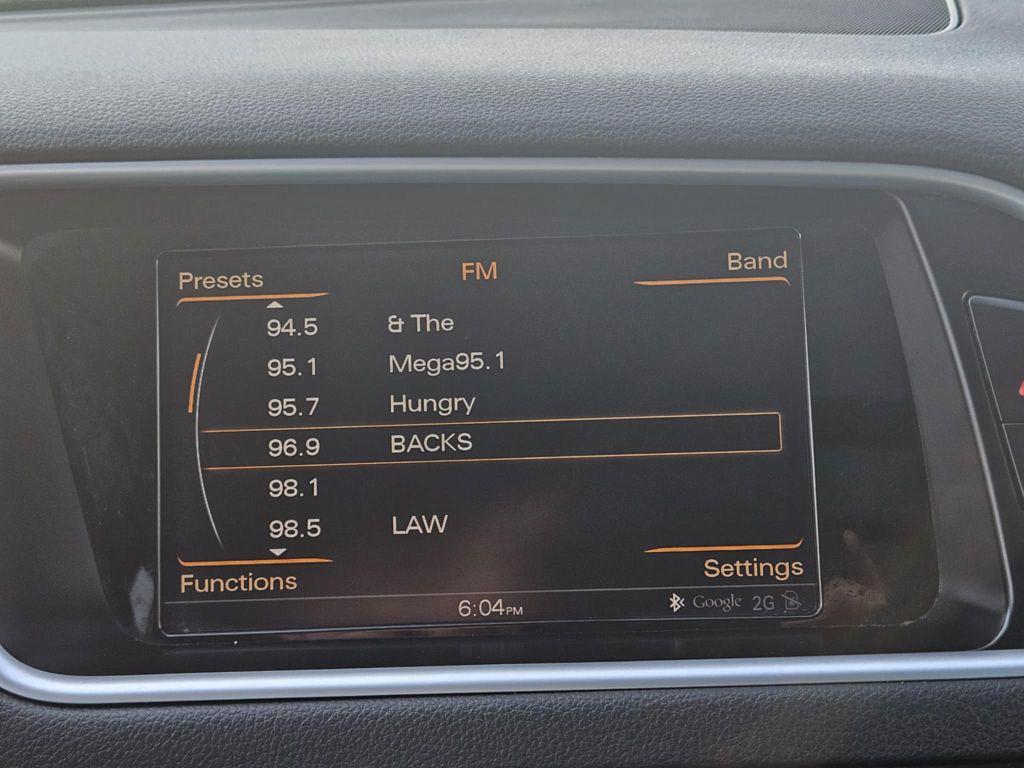 Presets FM Band
94.5 & The
95.1 Mega95.1
95.7 Hungry
96.9 BACKS
98.1
98.5 LAW
Functions Settings
6:04PM Google 2G